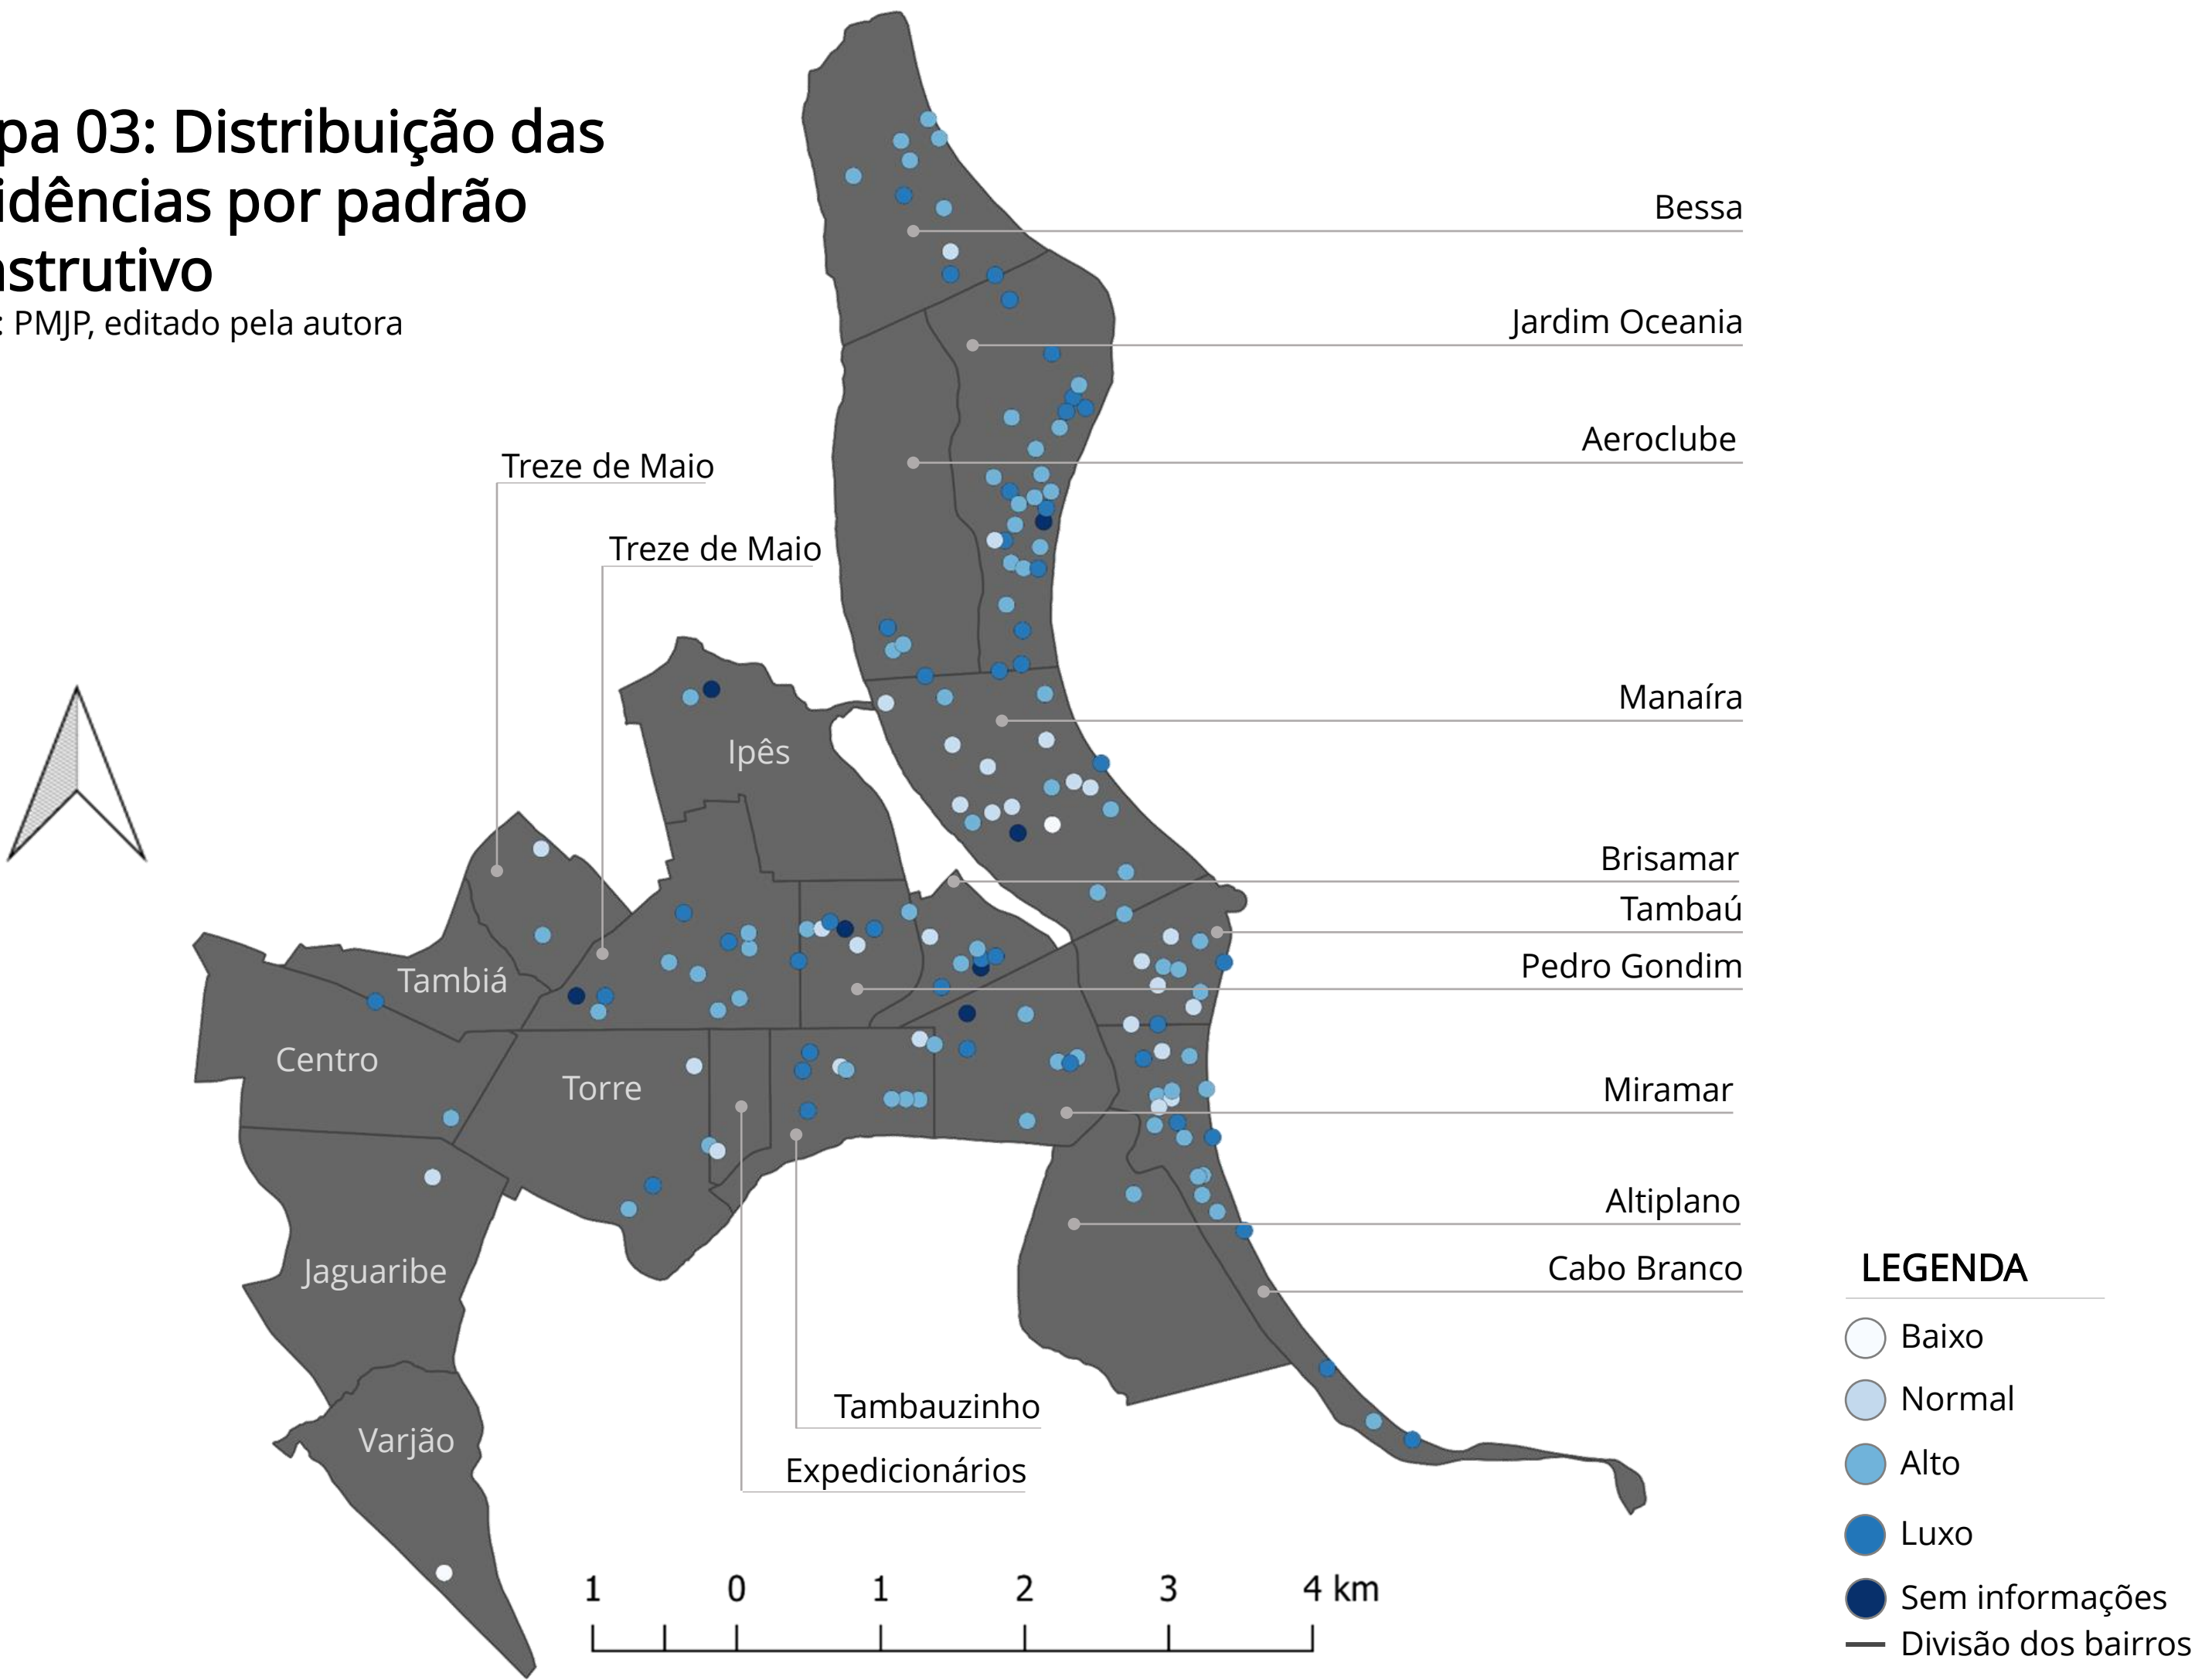 pa 03: Distribuição das
idências por padrão
strutivo
: PMJP, editado pela autora
Bessa
Jardim Oceania
Aeroclube
Treze de Maio
Treze de Maio
Manaíra
Ipês
Brisamar
Tambaú
Pedro Gondim
Tambiá
Centro
Torre
Miramar
Altiplano
Cabo Branco
Jaguaribe
Tambauzinho
Varjão
Expedicionários
1 0 1 2 3 4 km
LEGENDA
Baixo
Normal
Alto
Luxo
Sem informações
Divisão dos bairros